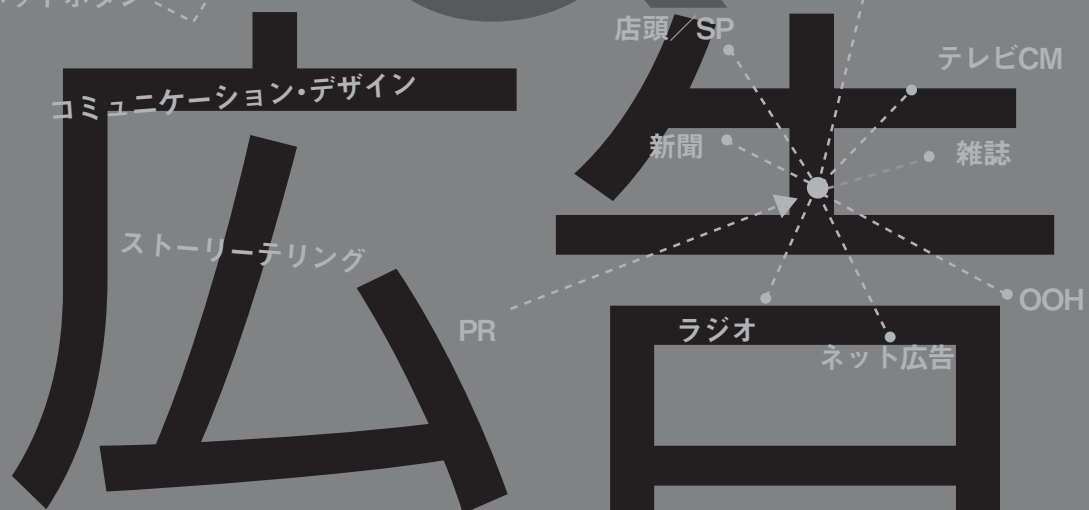 店頭／SP
テレビCM
コミュニケーション・デザイン
新聞
雑誌
広告
ストーリーテリング
OOH
PR
ラジオ
ネット広告